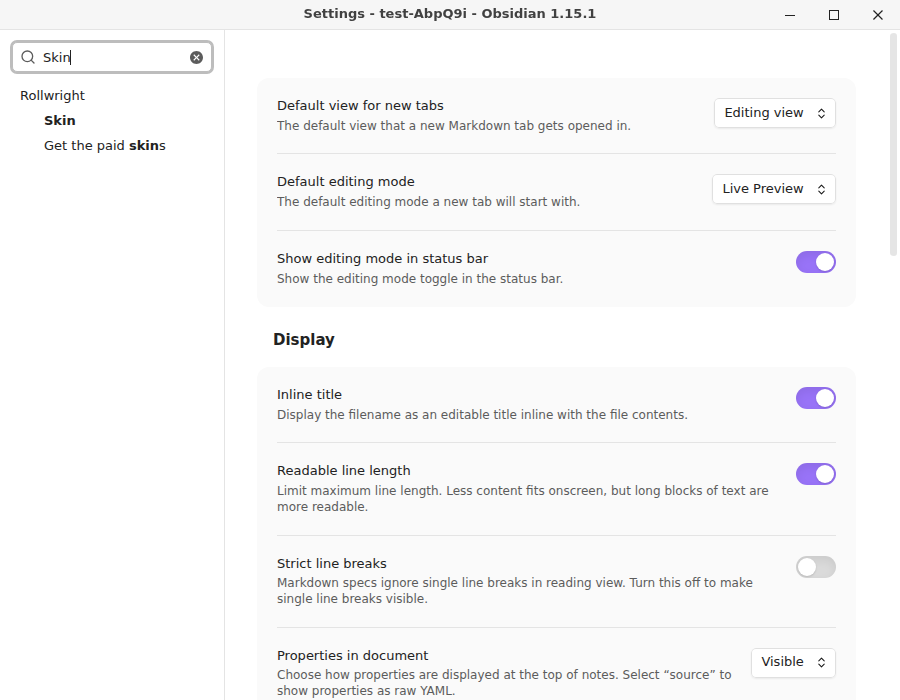 Settings - test-AbpQ9i - Obsidian 1.15.1
Skin
Rollwright
Skin
Get the paid skins
Default view for new tabs
The default view that a new Markdown tab gets opened in.
Editing view
Default editing mode
The default editing mode a new tab will start with.
Live Preview
Show editing mode in status bar
Show the editing mode toggle in the status bar.
Display
Inline title
Display the filename as an editable title inline with the file contents.
Readable line length
Limit maximum line length. Less content fits onscreen, but long blocks of text are
more readable.
Strict line breaks
Markdown specs ignore single line breaks in reading view. Turn this off to make
single line breaks visible.
Properties in document
Choose how properties are displayed at the top of notes. Select “source” to
show properties as raw YAML.
Visible